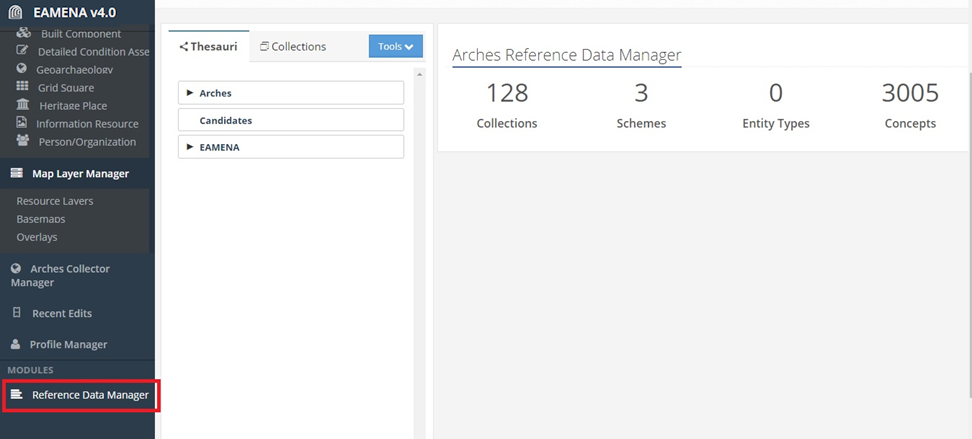 EAMENA v4.0
Built Component
Detailed Condition Asse
Geoarchaeology
Grid Square
Heritage Place
Information Resource
Person/Organization
Map Layer Manager
Resource Layers
Basemaps
Overlays
Arches Collector
Manager
Recent Edits
Profile Manager
MODULES
Reference Data Manager
Thesauri
Collections
Tools
Arches
Candidates
EAMENA
Arches Reference Data Manager
128 3 0 3005
Collections Schemes Entity Types Concepts